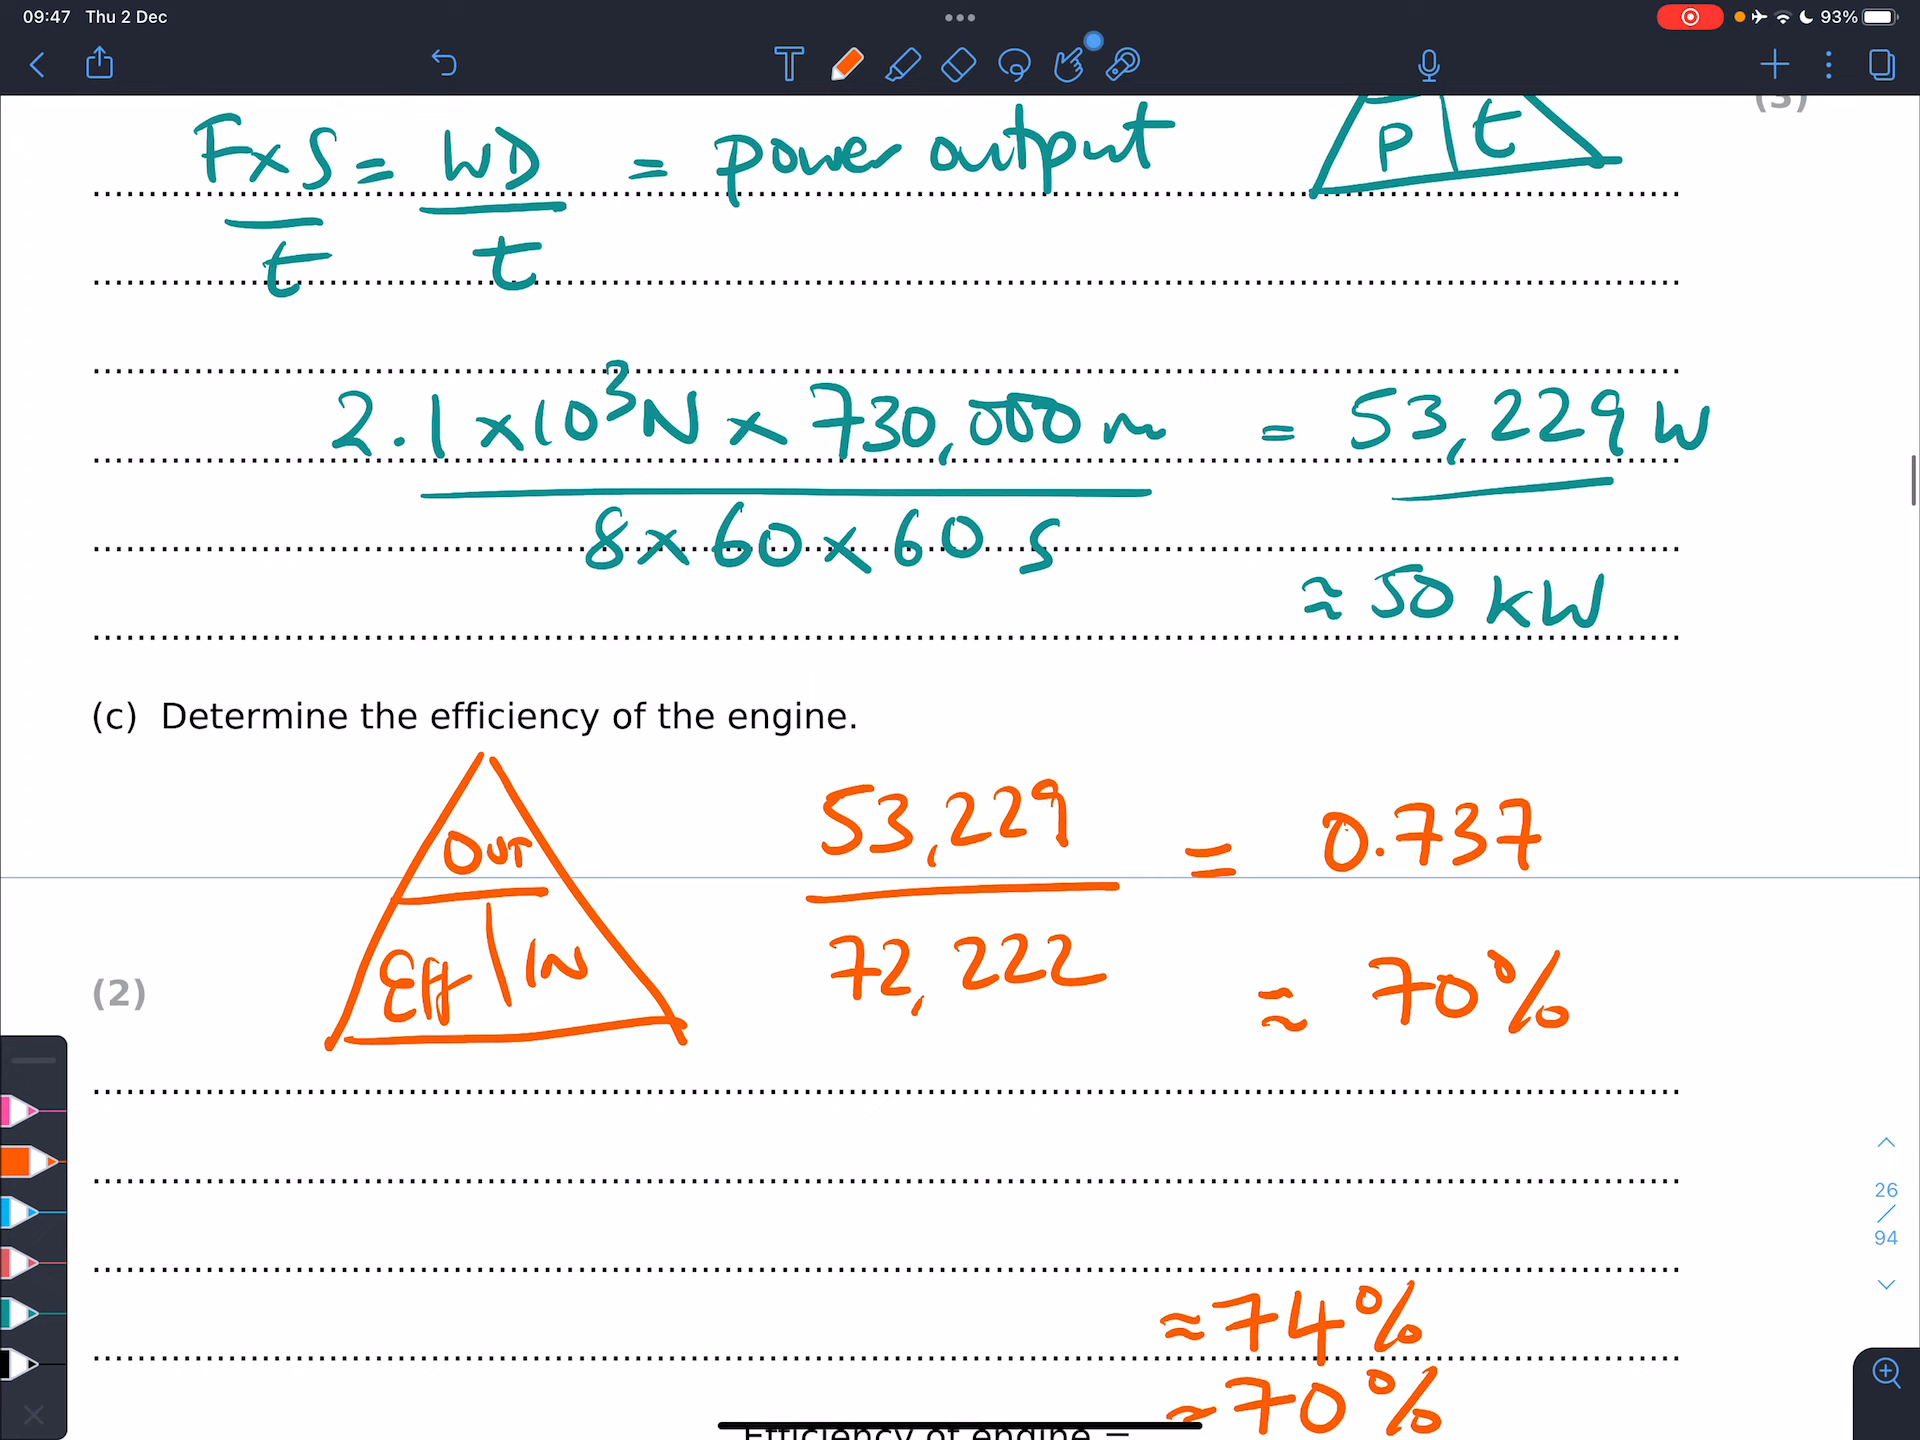 09:47 Thu 2 Dec
93%
(3)
F×S = WD = power output
t t
P t
2.1 ×10³N × 730,000 m = 53,229 W
8×60×60 s
≈ 50 kW
(c) Determine the efficiency of the engine.
OUT
Eff IN
53,229 = 0.737
72,222
≈ 70%
(2)
26
/
94
≈74%
≈70%
Efficiency of engine =